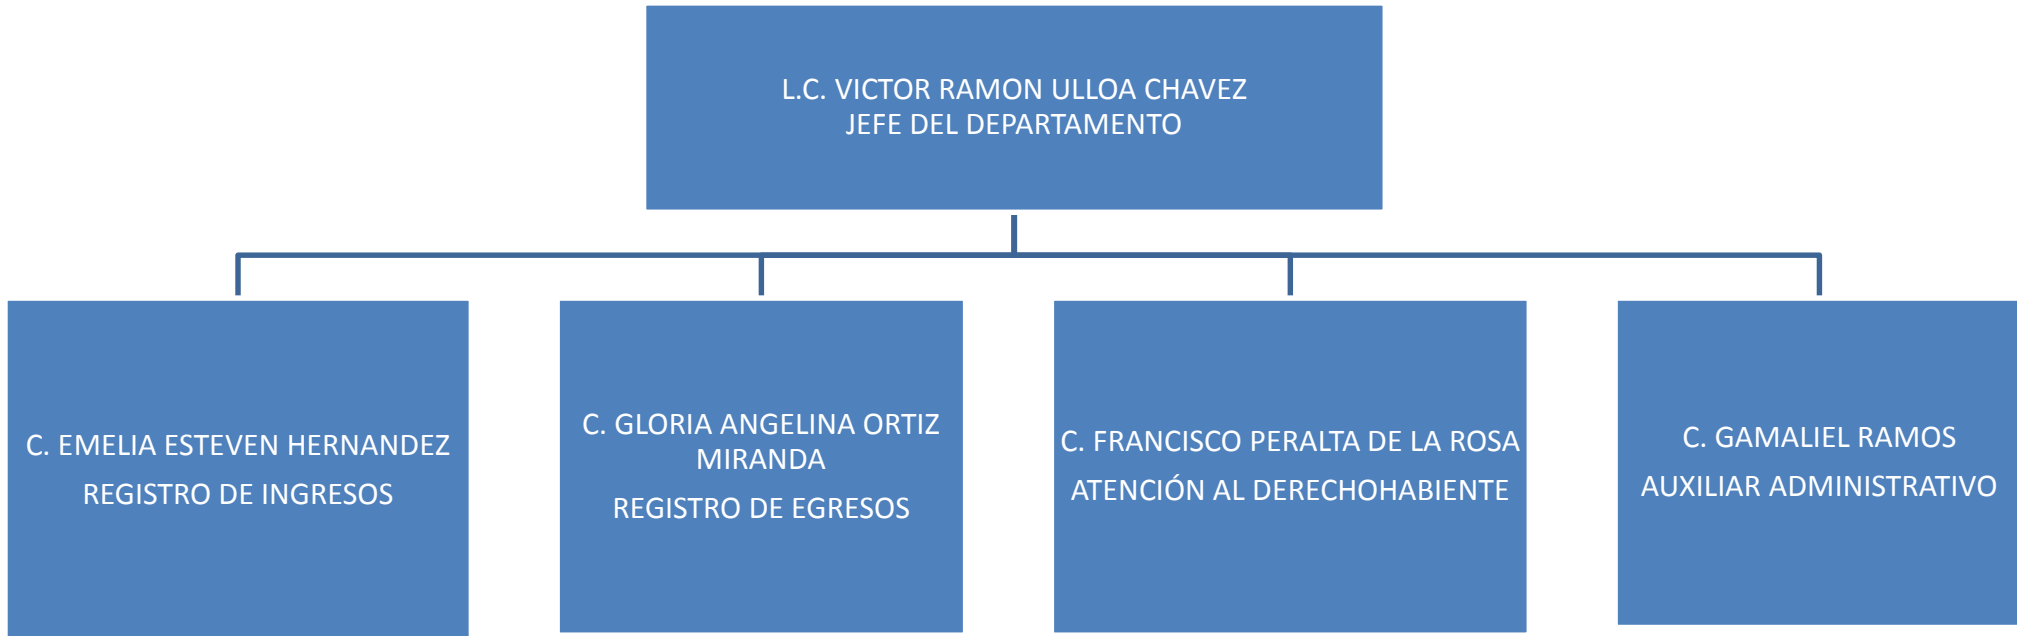 L.C. VICTOR RAMON ULLOA CHAVEZ
JEFE DEL DEPARTAMENTO
C. EMELIA ESTEVEN HERNANDEZ
REGISTRO DE INGRESOS
C. GLORIA ANGELINA ORTIZ
MIRANDA
REGISTRO DE EGRESOS
C. FRANCISCO PERALTA DE LA ROSA
ATENCIÓN AL DERECHOHABIENTE
C. GAMALIEL RAMOS
AUXILIAR ADMINISTRATIVO